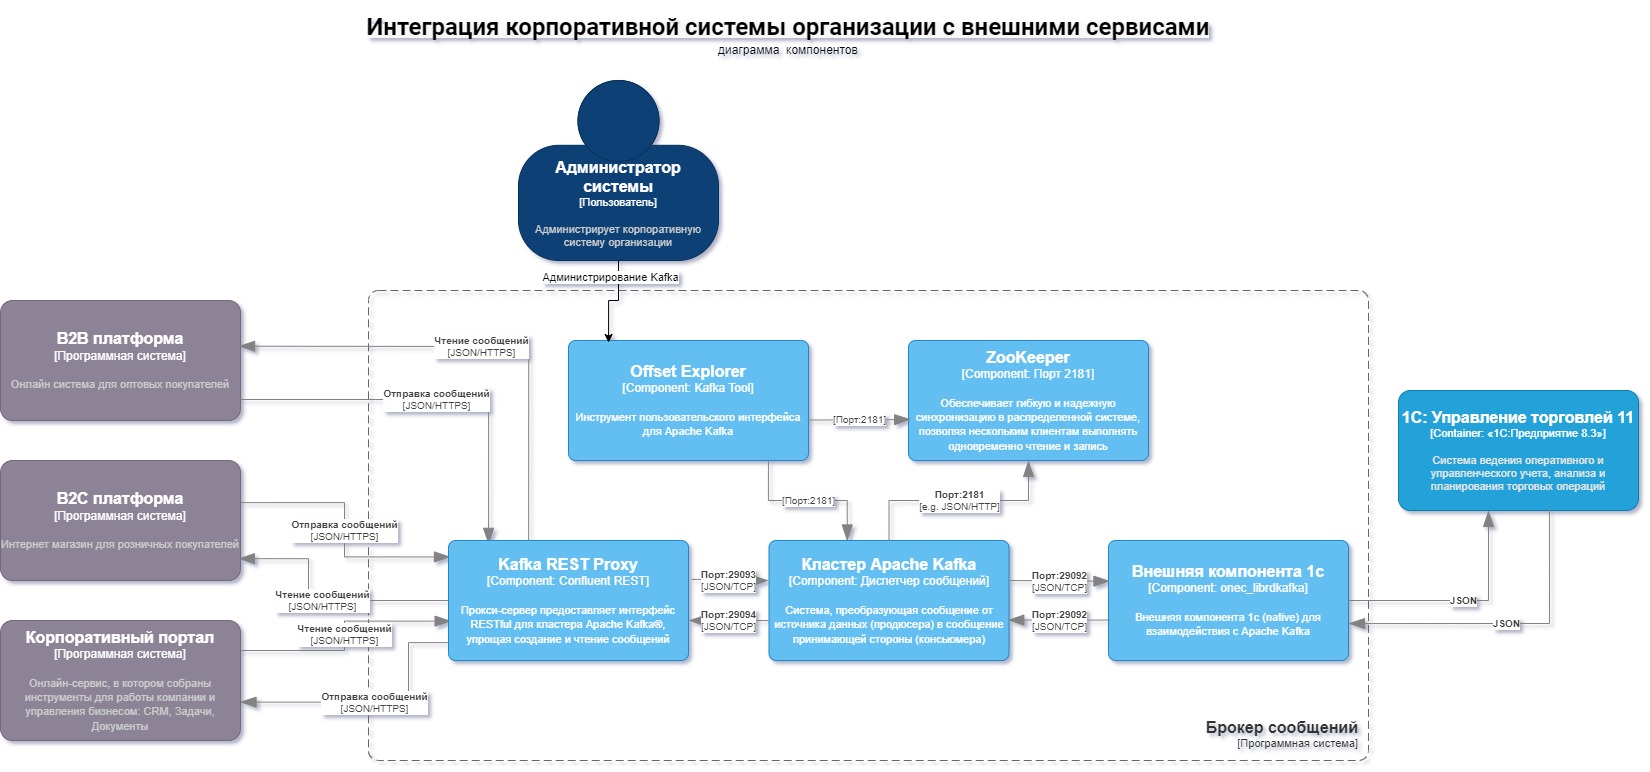 Интеграция корпоративной системы организации с внешними сервисами
диаграмма компонентов
Администратор
системы
[Пользователь]
Администрирует корпоративную
систему организации
Администрирование Kafka
B2B платформа
[Программная система]
Онлайн система для оптовых покупателей
Чтение сообщений
[JSON/HTTPS]
Отправка сообщений
[JSON/HTTPS]
Offset Explorer
[Component: Kafka Tool]
Инструмент пользовательского интерфейса
для Apache Kafka
[Порт:2181]
ZooKeeper
[Component: Порт 2181]
Обеспечивает гибкую и надежную
синхронизацию в распределенной системе,
позволяя нескольким клиентам выполнять
одновременно чтение и запись
1С: Управление торговлей 11
[Container: «1С:Предприятие 8.3»]
Система ведения оперативного и
управленческого учета, анализа и
планирования торговых операций
B2C платформа
[Программная система]
Интернет магазин для розничных покупателей
Отправка сообщений
[JSON/HTTPS]
Чтение сообщений
[JSON/HTTPS]
[Порт:2181]
Порт:2181
[e.g. JSON/HTTP]
Kafka REST Proxy
[Component: Confluent REST]
Прокси-сервер предоставляет интерфейс
RESTful для кластера Apache Kafka®,
упрощая создание и чтение сообщений
Порт:29093
[JSON/TCP]
Порт:29094
[JSON/TCP]
Кластер Apache Kafka
[Component: Диспетчер сообщений]
Система, преобразующая сообщение от
источника данных (продюсера) в сообщение
принимающей стороны (консьюмера)
Порт:29092
[JSON/TCP]
Порт:29092
[JSON/TCP]
Внешняя компонента 1с
[Component: onec_librdkafka]
Внешняя компонента 1с (native) для
взаимодействия с Apache Kafka
JSON
JSON
Корпоративный портал
[Программная система]
Онлайн-сервис, в котором собраны
инструменты для работы компании и
управления бизнесом: CRM, Задачи,
Документы
Чтение сообщений
[JSON/HTTPS]
Отправка сообщений
[JSON/HTTPS]
Брокер сообщений
[Программная система]